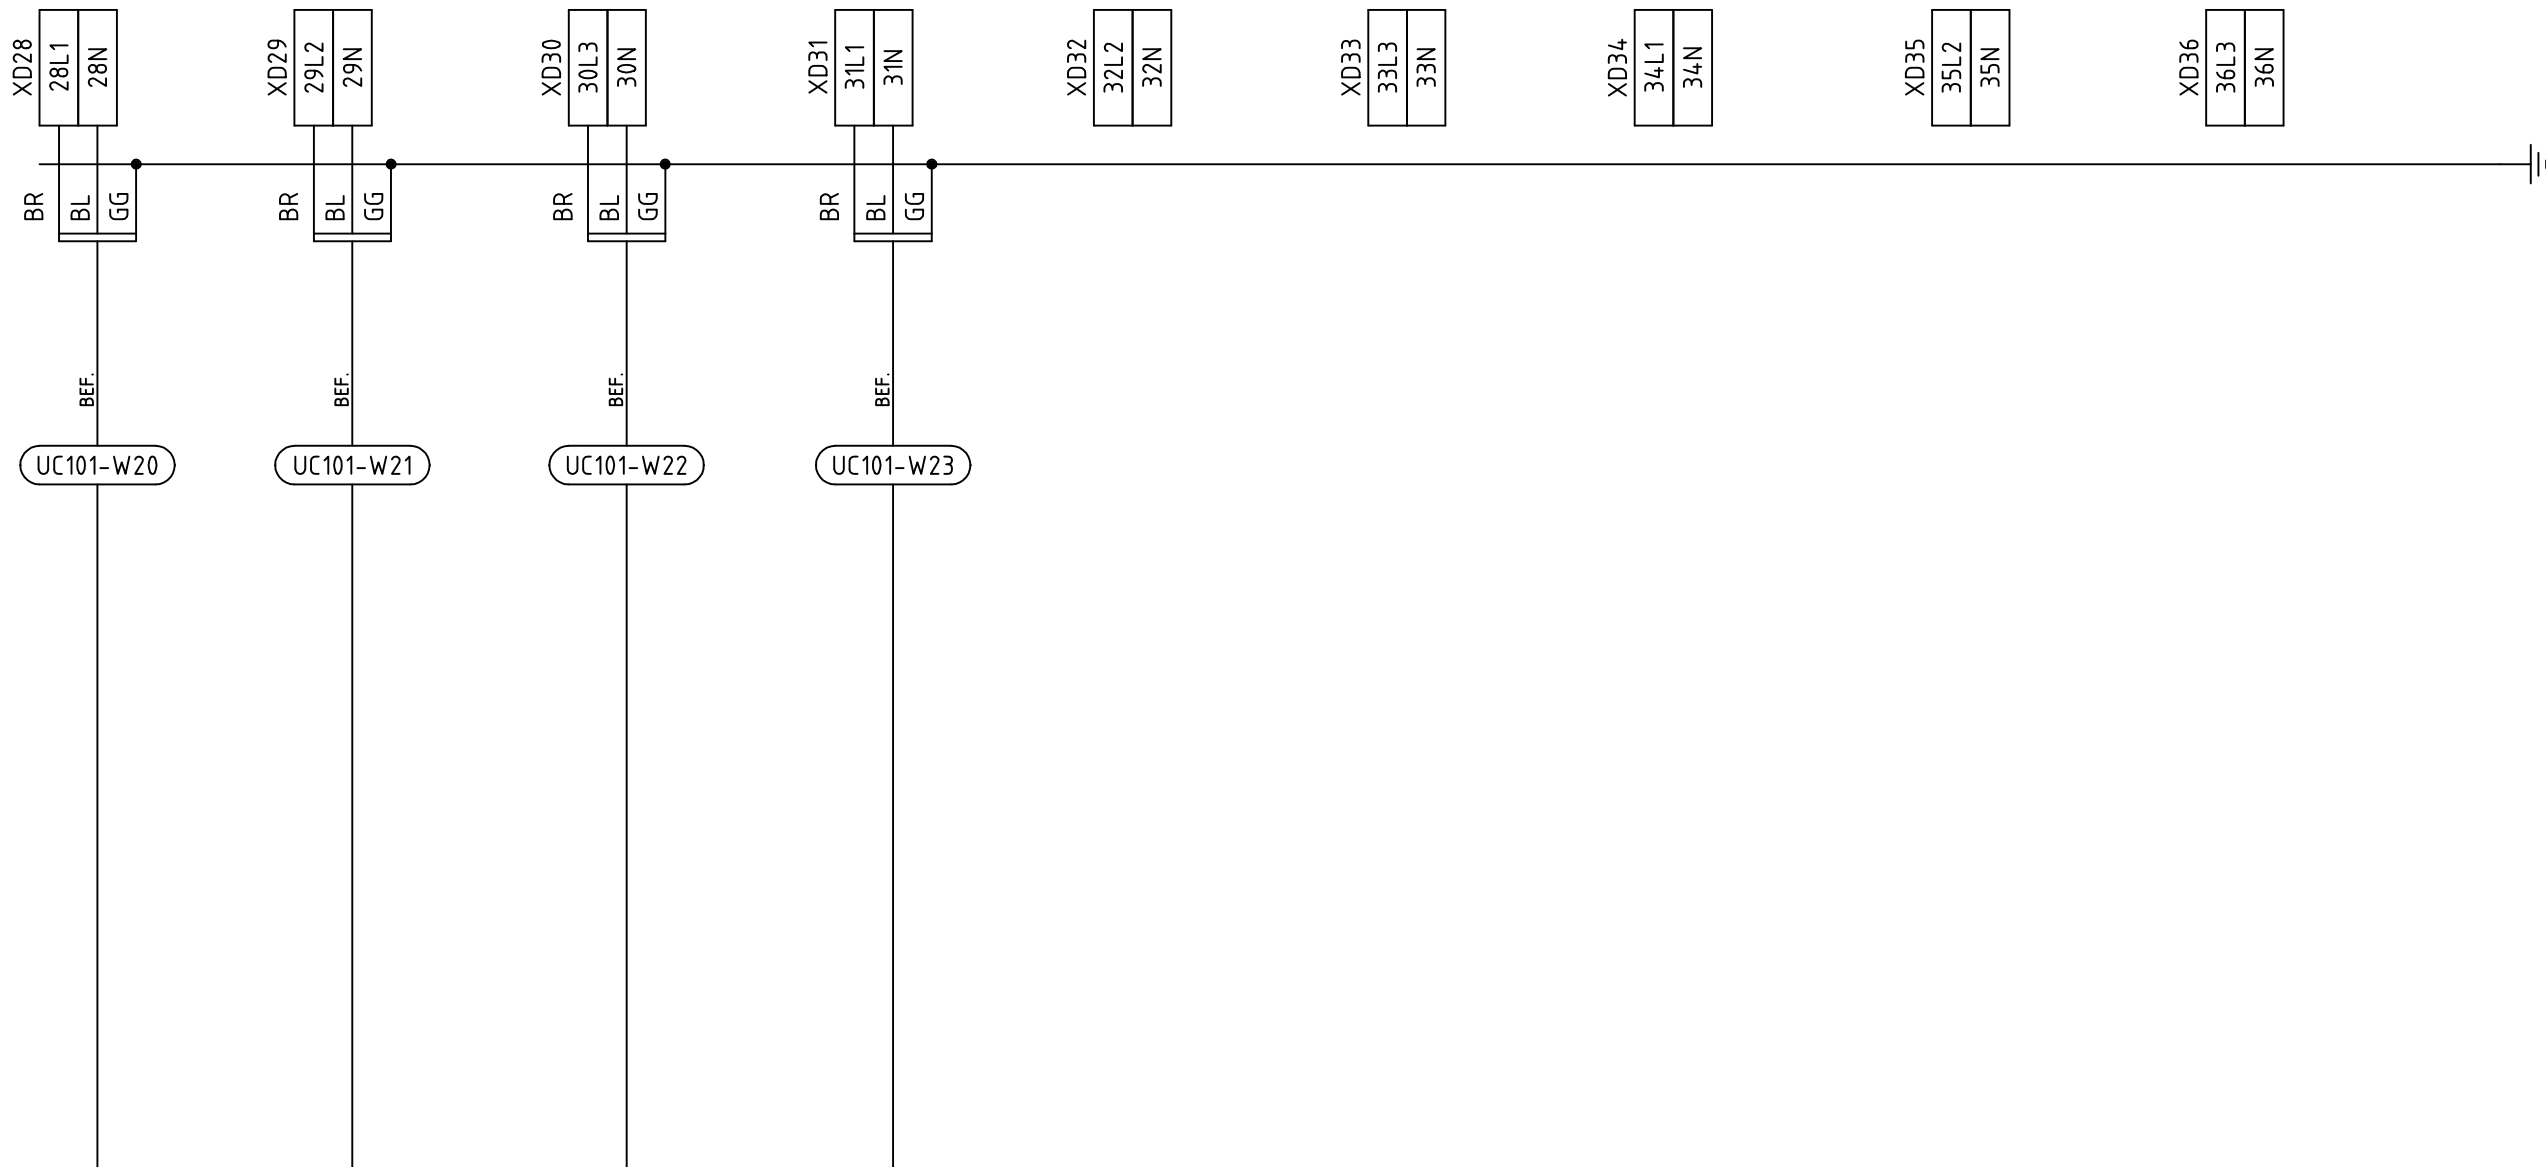 XD28
28L1
28N
XD29
29L2
29N
XD30
30L3
30N
XD31
31L1
31N
XD32
32L2
32N
XD33
33L3
33N
XD34
34L1
34N
XD35
35L2
35N
XD36
36L3
36N
BR
BL
GG
BR
BL
GG
BR
BL
GG
BR
BL
GG
BEF.
BEF.
BEF.
BEF.
UC101-W20
UC101-W21
UC101-W22
UC101-W23